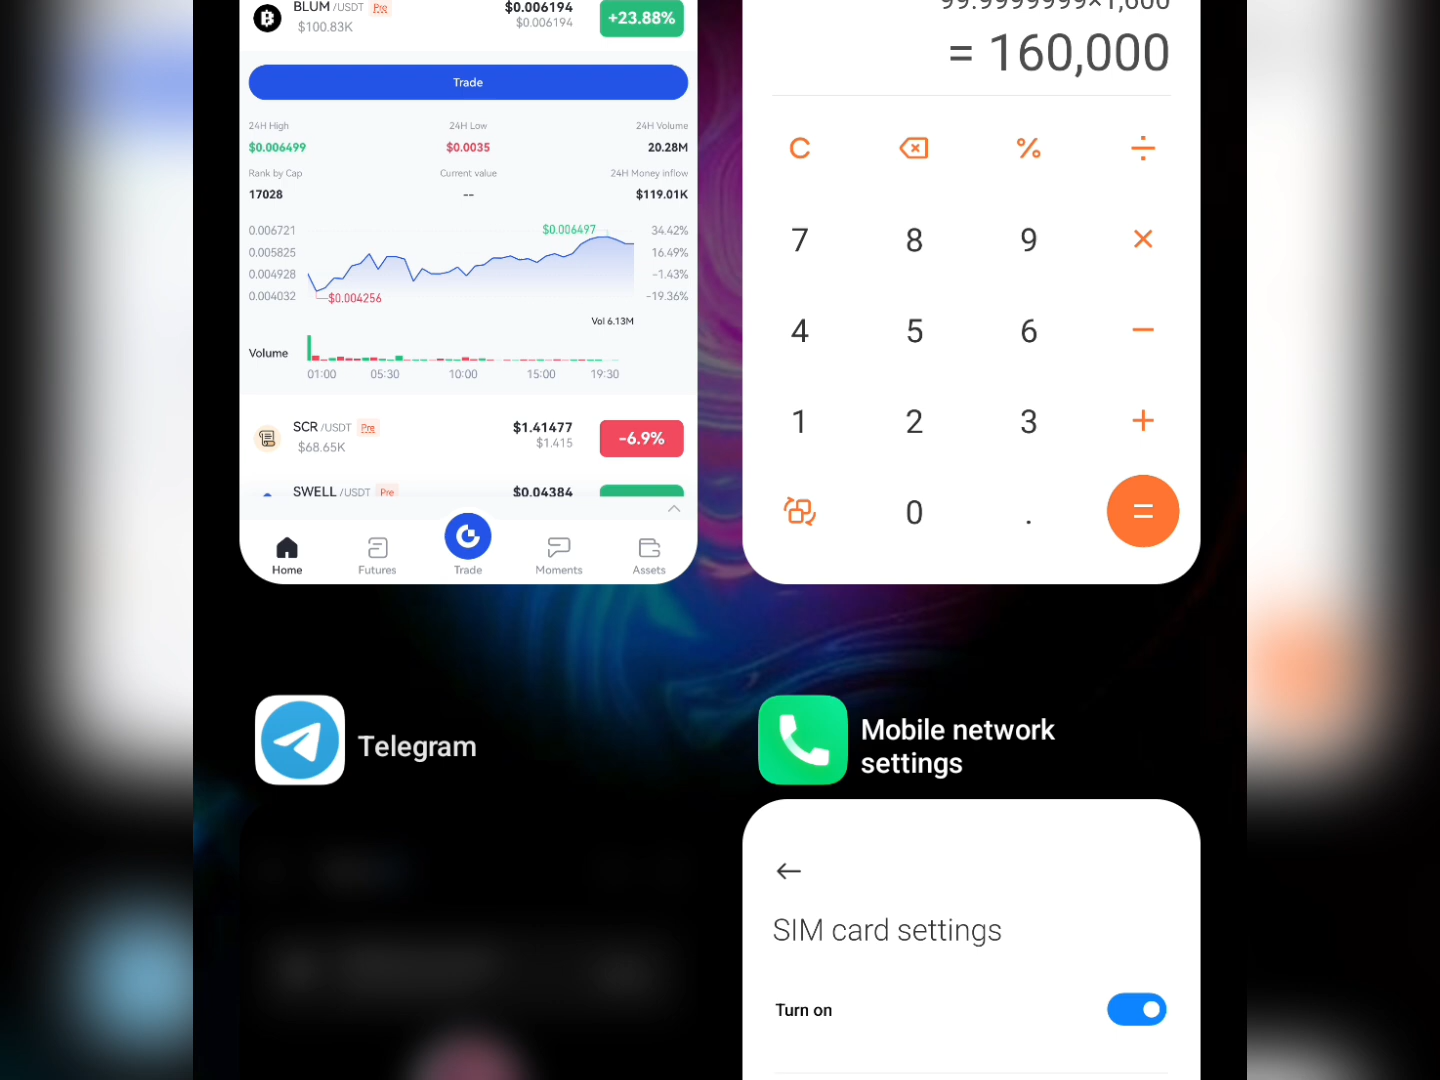 BLUM /USDT Pre $0.006194 +23.88%
$100.83K $0.006194
Trade
24H High 24H Low 24H Volume
$0.006499 $0.0035 20.28M
Rank by Cap Current value 24H Money inflow
17028 -- $119.01K
0.006721 $0.006497 34.42%
0.005825 16.49%
0.004928 -1.43%
0.004032 $0.004256 -19.36%
Vol 6.13M
Volume
01:00 05:30 10:00 15:00 19:30
SCR /USDT Pre $1.41477 -6.9%
$68.65K $1.415
SWELL /USDT Pre $0.04384
Home Futures Trade Moments Assets
99.9999999×1,600
= 160,000
C % ÷
7 8 9 ×
4 5 6 −
1 2 3 +
0 . =
Telegram
Mobile network
settings
SIM card settings
Turn on